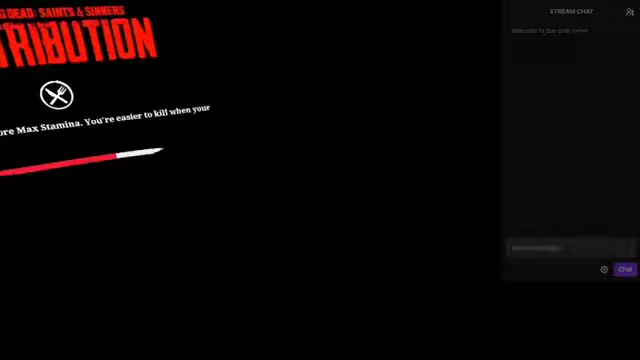 G DEAD: SAINTS & SINNERS
TRIBUTION
ore Max Stamina. You're easier to kill when your
STREAM CHAT
Welcome to the chat room!
Chat